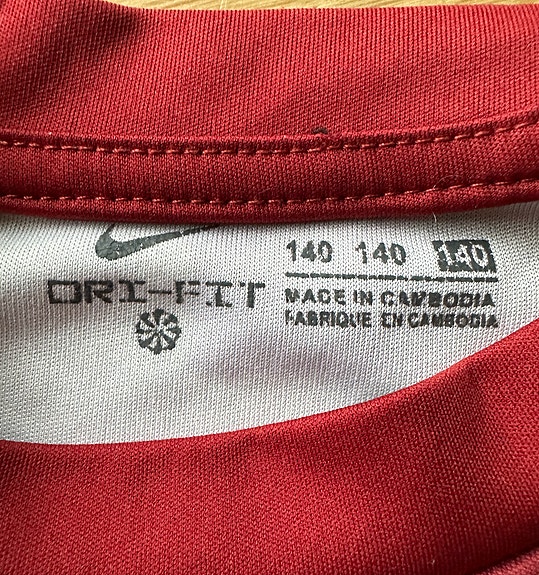 140 140 140
DRI-FIT
MADE IN CAMBODIA
FABRIQUE EN CAMBODIA